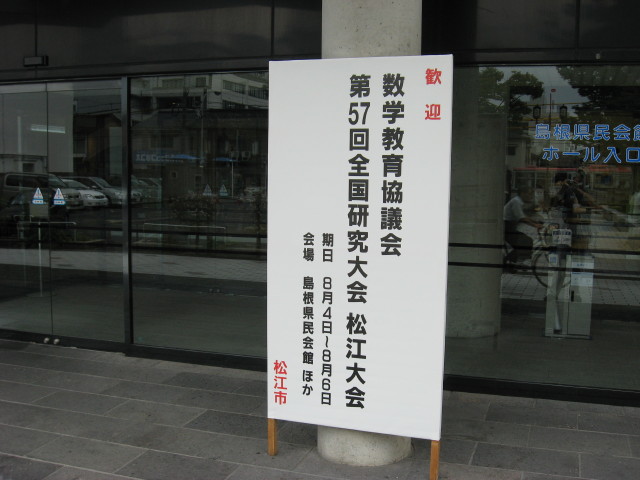 歓迎
数学教育協議会
第57回全国研究大会 松江大会
期日 8月4日~8月6日
会場 島根県民会館 ほか
松江市
島根県民会館
ホール入口